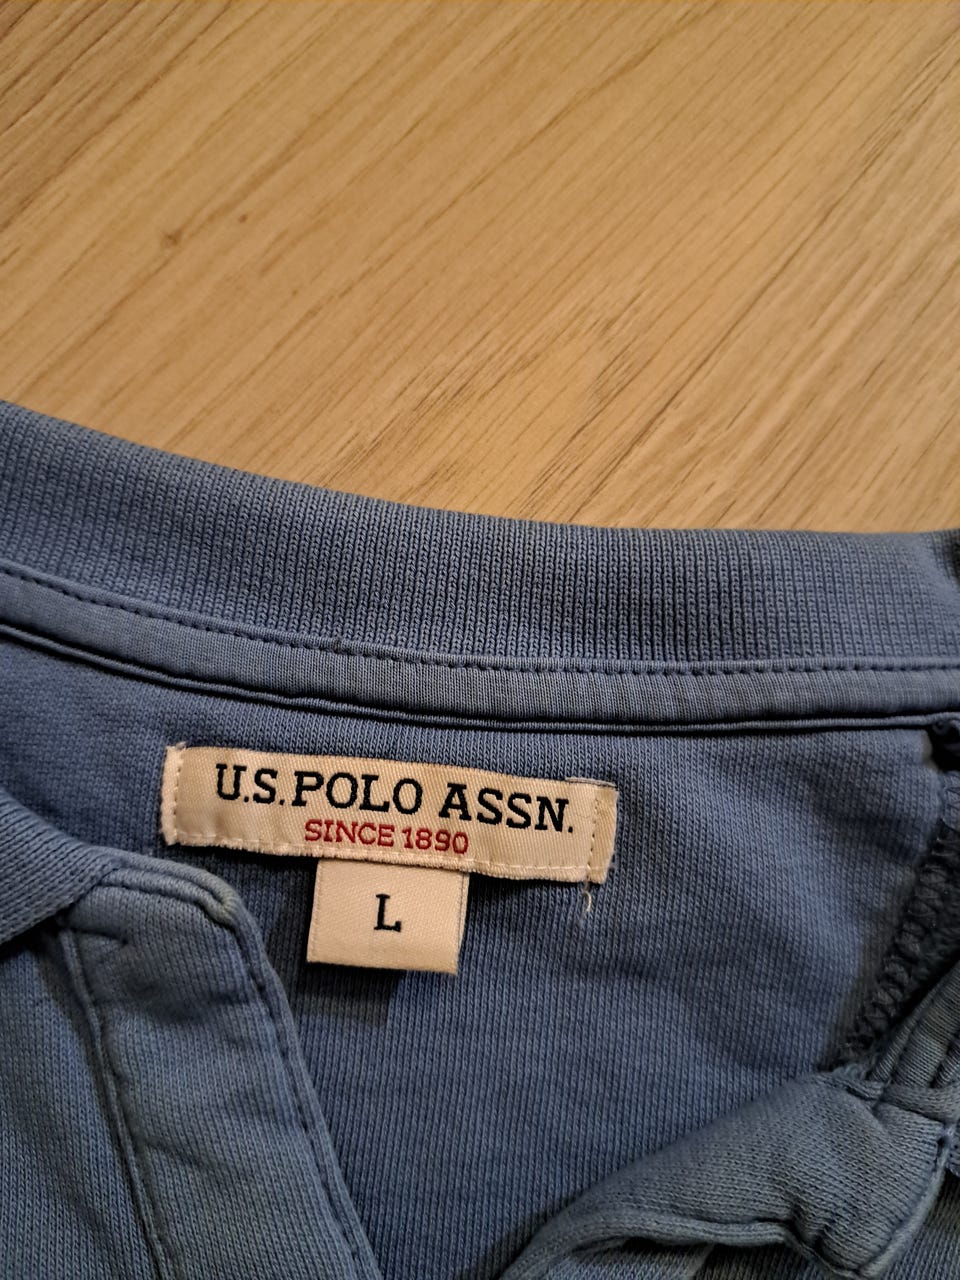 U.S. POLO ASSN.
SINCE 1890
L